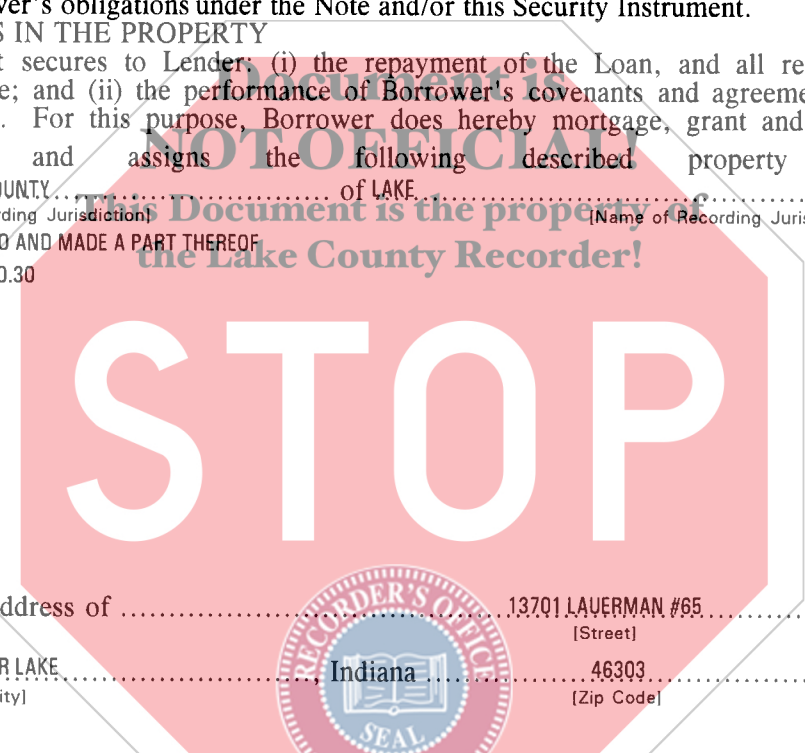 ver's obligations under the Note and/or this Security Instrument.
S IN THE PROPERTY
t secures to Lender: (i) the repayment of the Loan, and all re
e; and (ii) the performance of Borrower's covenants and agreeme
. For this purpose, Borrower does hereby mortgage, grant and
and assigns the following described property
OUNTY of LAKE
ding Jurisdiction] [Name of Recording Juris
O AND MADE A PART THEREOF
0.30
Document is
NOT OFFICIAL!
This Document is the property of
the Lake County Recorder!
STOP
ddress of 13701 LAUERMAN #65
[Street]
R LAKE, Indiana 46303
ity] [Zip Code]
RECORDER'S OFFICE
SEAL